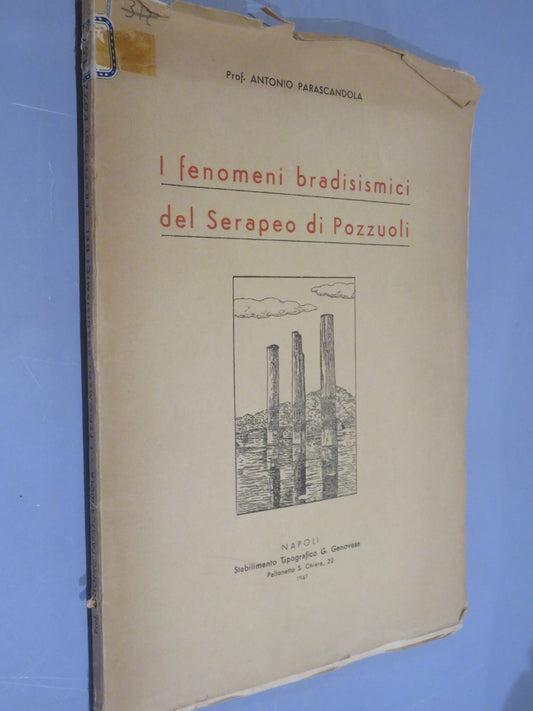 Prof. ANTONIO PARASCANDOLA
I fenomeni bradisismici
del Serapeo di Pozzuoli
NAPOLI
Stabilimento Tipografico G. Genovese
Pallonetto S. Chiara, 22
1947